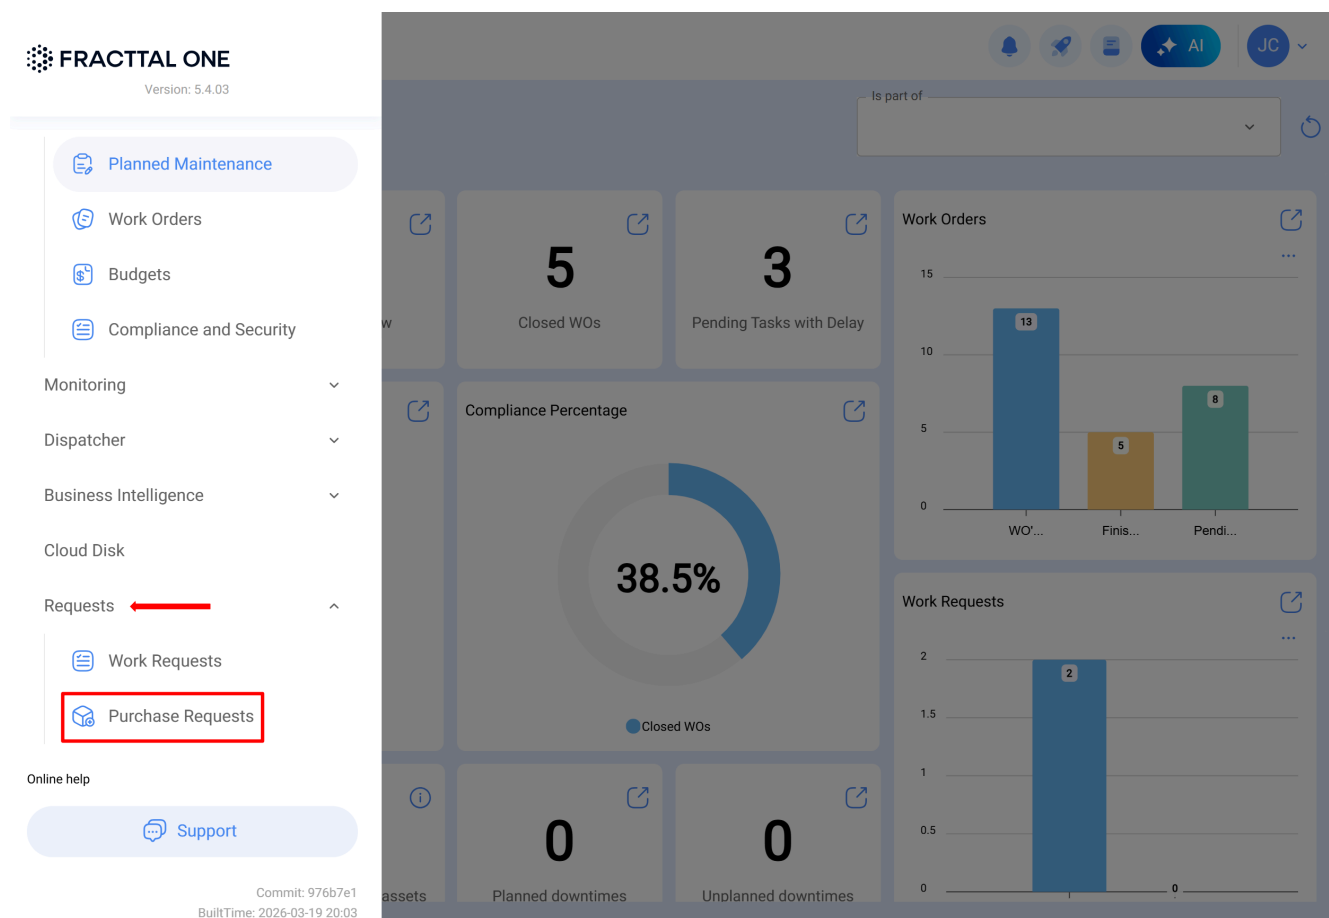 FRACTTAL ONE
Version: 5.4.03
Planned Maintenance
Work Orders
Budgets
Compliance and Security
Monitoring
Dispatcher
Business Intelligence
Cloud Disk
Requests
Work Requests
Purchase Requests
Online help
Support
Commit: 976b7e1
BuiltTime: 2026-03-19 20:03
AI
JC
Is part of
w
5
Closed WOs
3
Pending Tasks with Delay
Work Orders
...
15
10
5
0
13
5
8
WO'...
Finis...
Pendi...
Compliance Percentage
38.5%
Closed WOs
Work Requests
...
2
1.5
1
0.5
0
2
0
assets
0
Planned downtimes
0
Unplanned downtimes